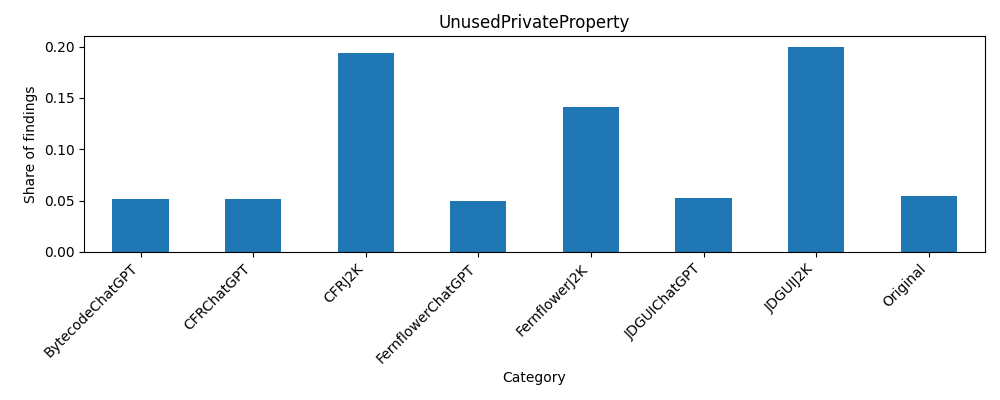 UnusedPrivateProperty
Share of findings
0.20
0.15
0.10
0.05
0.00
BytecodeChatGPT
CFRChatGPT
CFRJ2K
FernflowerChatGPT
FernflowerJ2K
JDGUIChatGPT
JDGUIJ2K
Original
Category